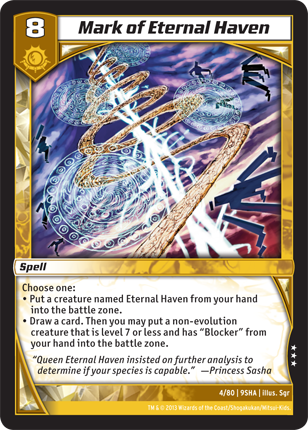 8
Mark of Eternal Haven
Spell
Choose one:
• Put a creature named Eternal Haven from your hand
into the battle zone.
• Draw a card. Then you may put a non-evolution
creature that is level 7 or less and has “Blocker” from
your hand into the battle zone.
“Queen Eternal Haven insisted on further analysis to
determine if your species is capable.” —Princess Sasha
4/80 | 9SHA | illus. Sqr
TM & © 2013 Wizards of the Coast/Shogakukan/Mitsui-Kids